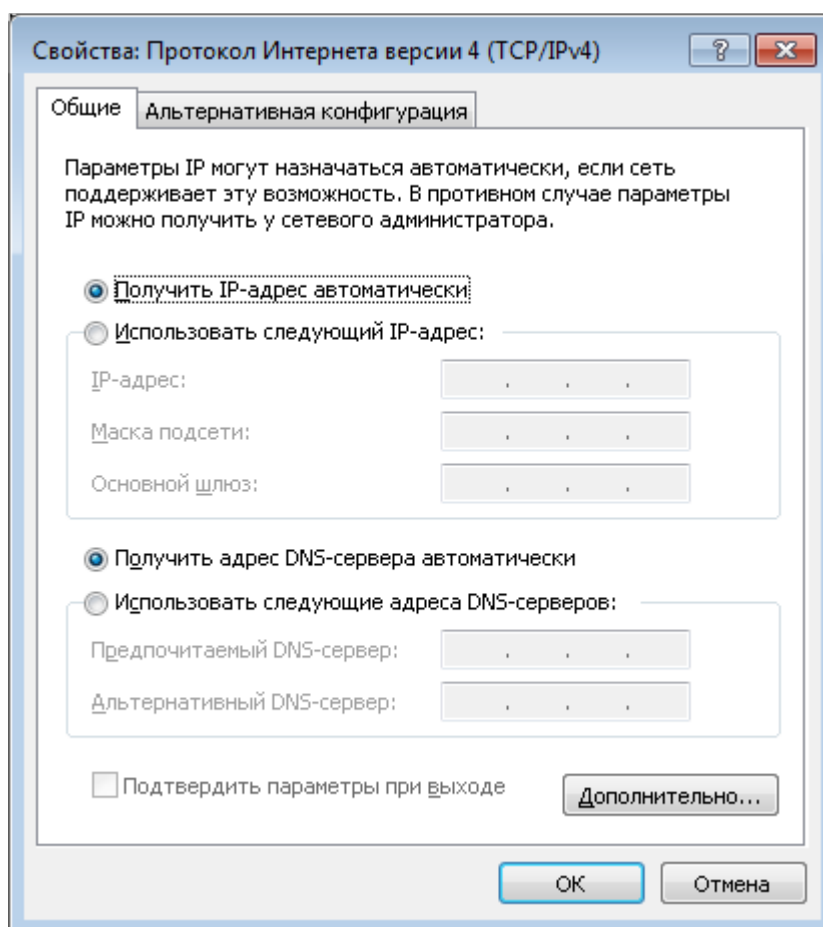 Свойства: Протокол Интернета версии 4 (TCP/IPv4)
Общие
Альтернативная конфигурация
Параметры IP могут назначаться автоматически, если сеть
поддерживает эту возможность. В противном случае параметры
IP можно получить у сетевого администратора.
Получить IP-адрес автоматически
Использовать следующий IP-адрес:
IP-адрес:
Маска подсети:
Основной шлюз:
Получить адрес DNS-сервера автоматически
Использовать следующие адреса DNS-серверов:
Предпочитаемый DNS-сервер:
Альтернативный DNS-сервер:
Подтвердить параметры при выходе
Дополнительно...
ОК
Отмена